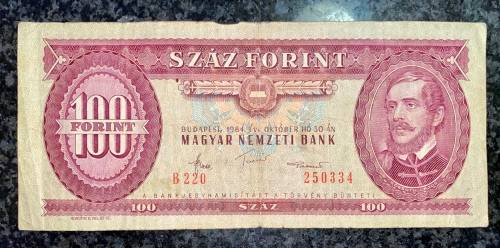 SZÁZ FORINT
100
FORINT
BUDAPEST, 1984. ÉVI OKTÓBER HÓ 30-ÁN
MAGYAR NEMZETI BANK
B 220 250334
A BANKJEGYHAMISÍTÁST A TÖRVÉNY BÜNTETI
100 SZÁZ 100